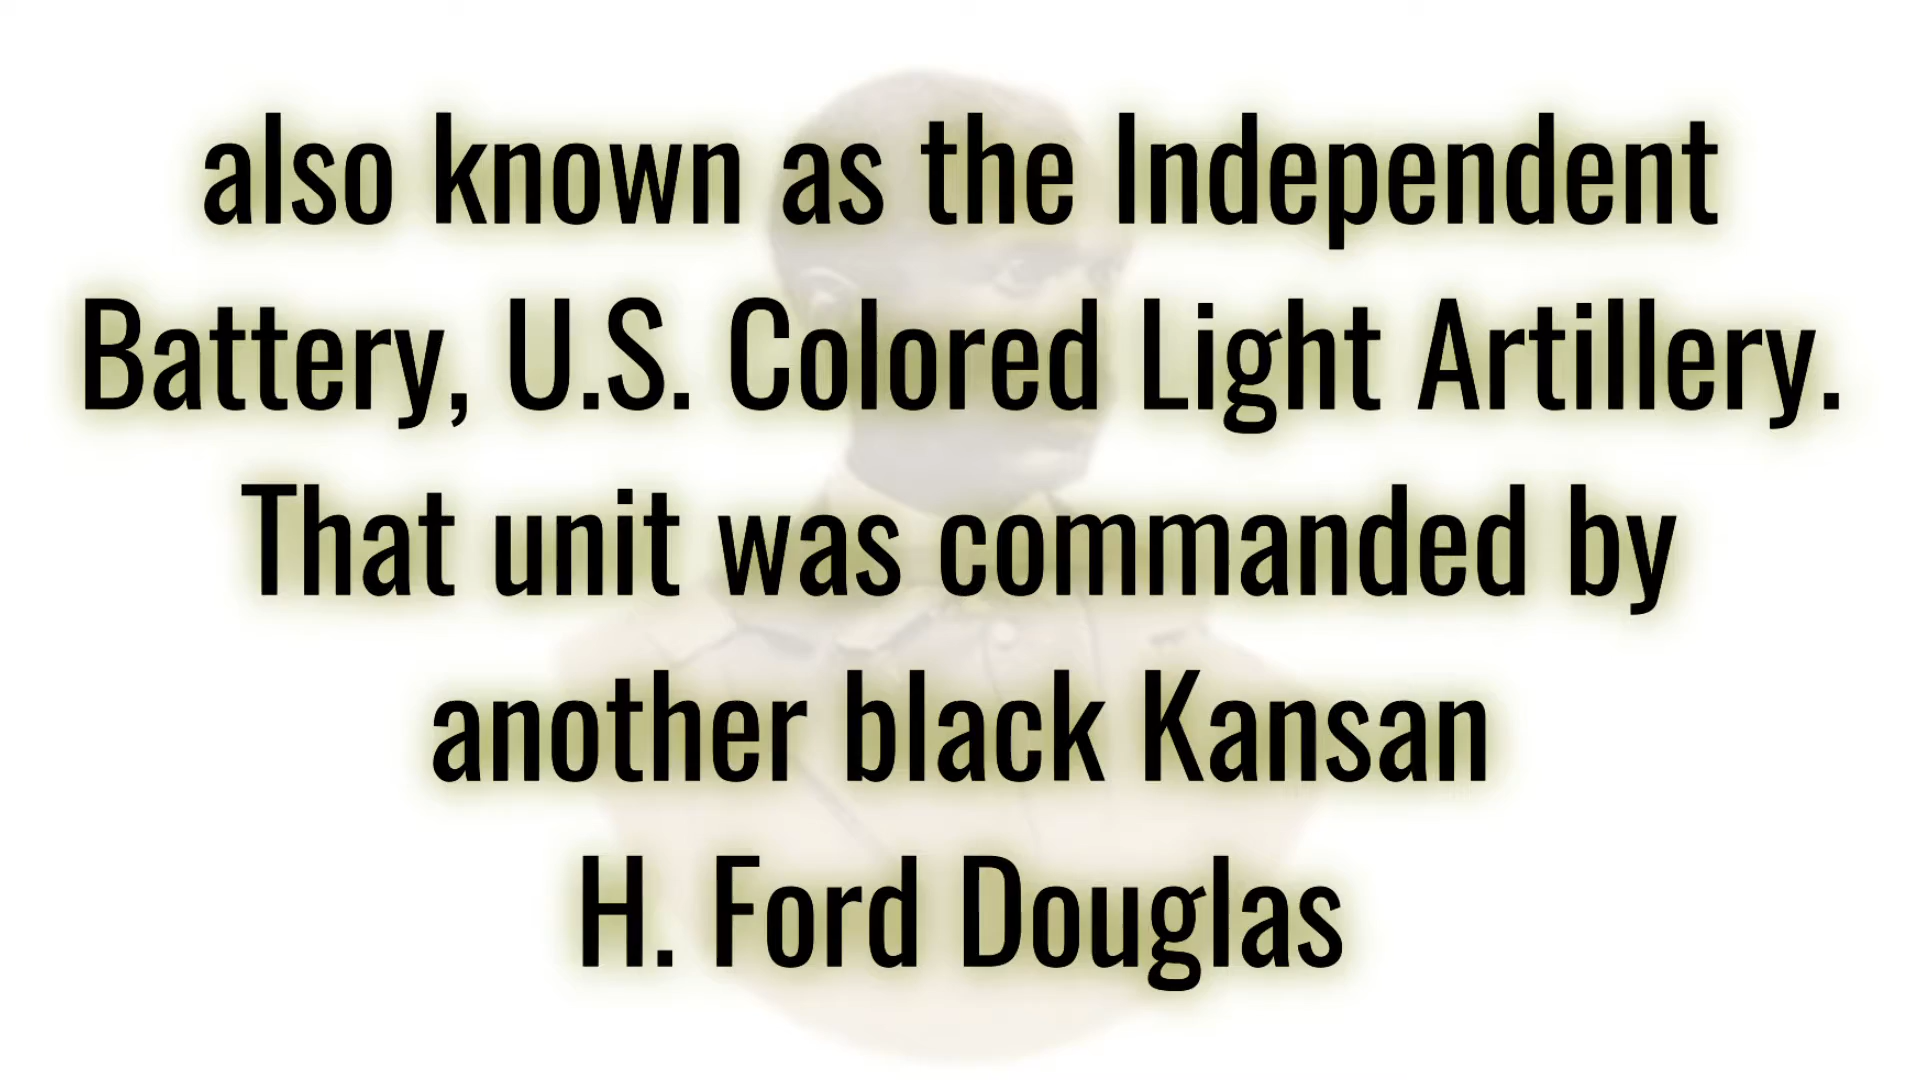 also known as the Independent
Battery, U.S. Colored Light Artillery.
That unit was commanded by
another black Kansan
H. Ford Douglas